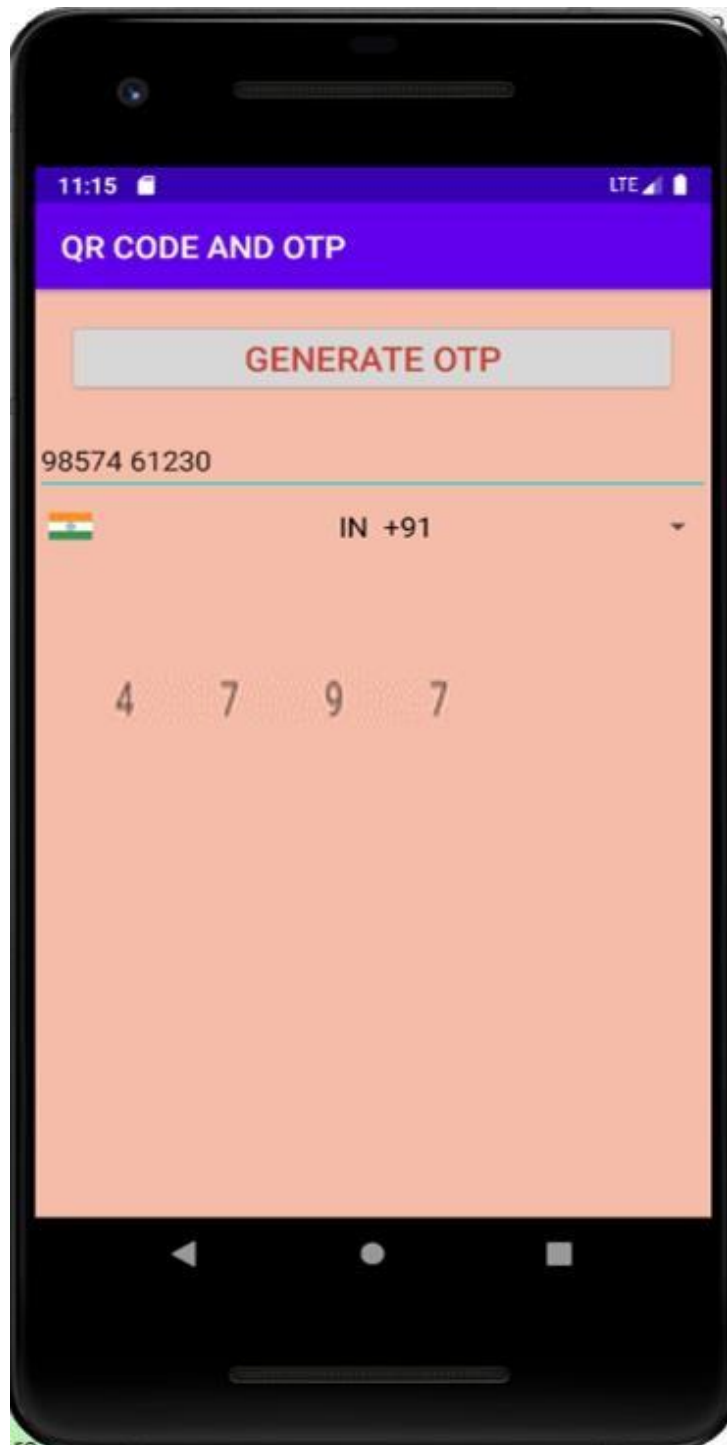 11:15 LTE
QR CODE AND OTP
GENERATE OTP
98574 61230
IN +91
4 7 9 7